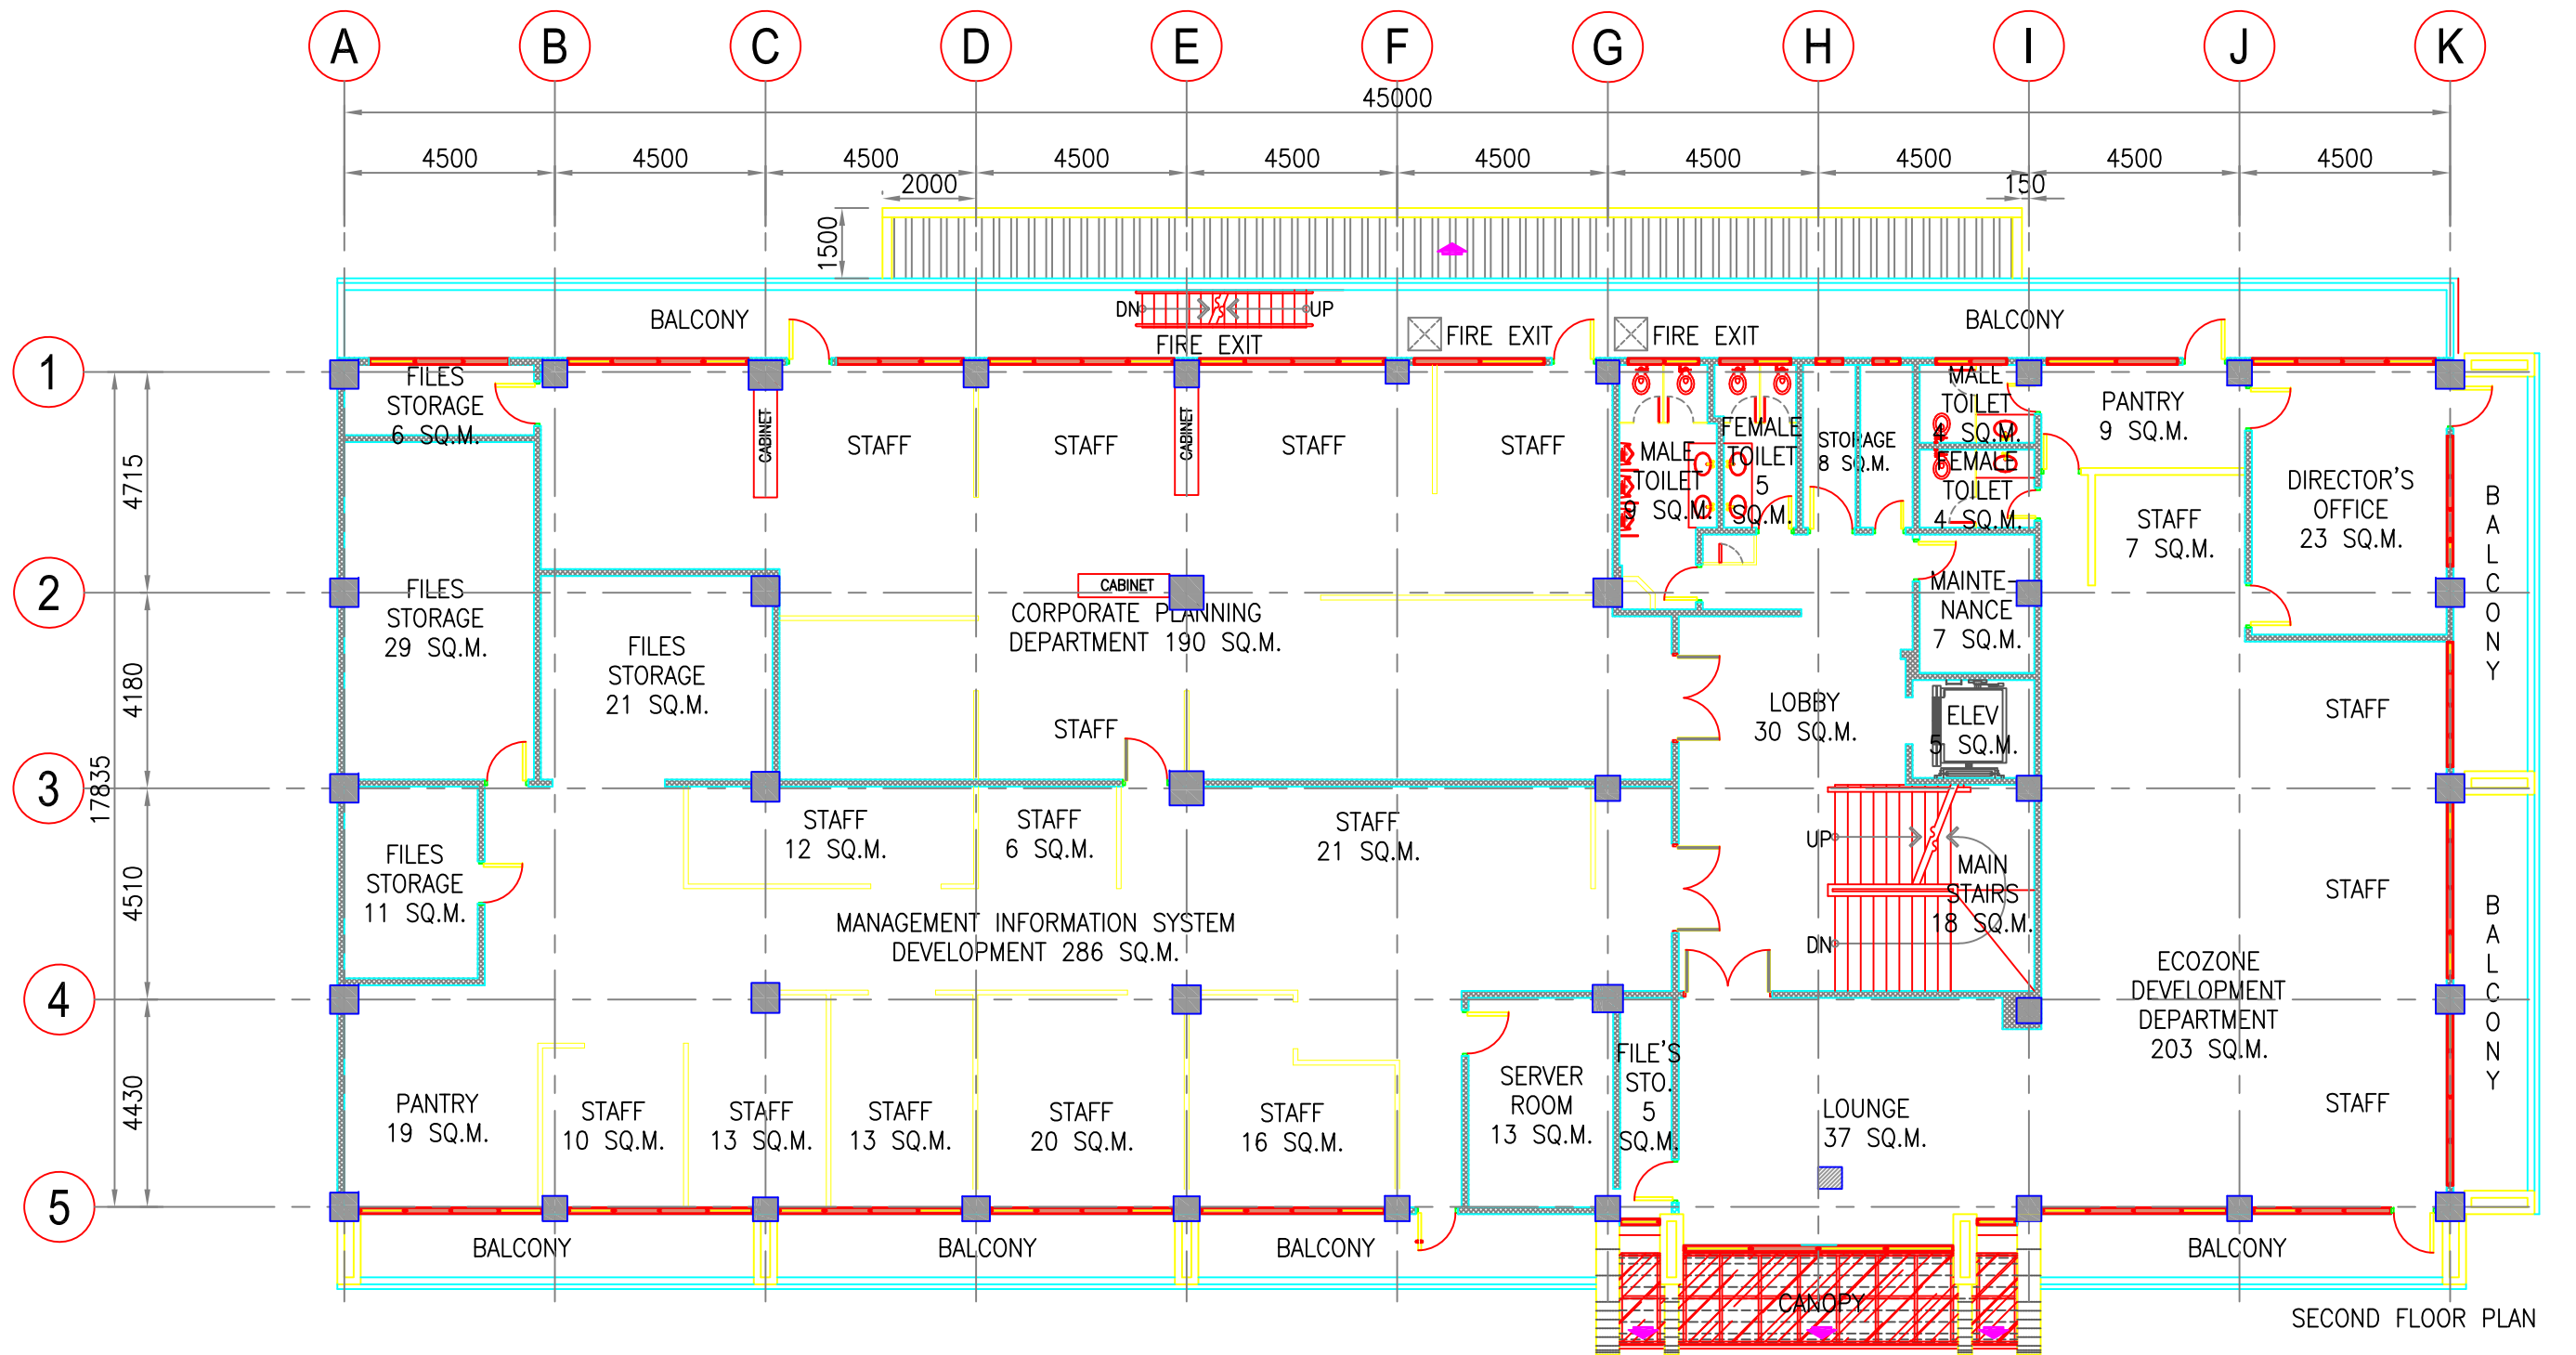 A B C D E F G H I J K
45000
4500 4500 4500 4500 4500 4500 4500 4500 4500 4500
2000
150
1500
DN
UP
BALCONY
FIRE EXIT
FIRE EXIT
FIRE EXIT
BALCONY
1
FILES
STORAGE
6 SQ.M.
CABINET
STAFF
STAFF
CABINET
STAFF
STAFF
MALE
TOILET
9 SQ.M.
FEMALE
TOILET
5
SQ.M.
STORAGE
8 SQ.M.
MALE
TOILET
4 SQ.M.
FEMALE
TOILET
4 SQ.M.
PANTRY
9 SQ.M.
STAFF
7 SQ.M.
DIRECTOR'S
OFFICE
23 SQ.M.
BALCONY
4715
2
FILES
STORAGE
29 SQ.M.
FILES
STORAGE
21 SQ.M.
CABINET
CORPORATE PLANNING
DEPARTMENT 190 SQ.M.
STAFF
LOBBY
30 SQ.M.
MAINTE-
NANCE
7 SQ.M.
ELEV
5 SQ.M.
STAFF
4180
17835
3
FILES
STORAGE
11 SQ.M.
STAFF
12 SQ.M.
STAFF
6 SQ.M.
STAFF
21 SQ.M.
UP
MAIN
STAIRS
18 SQ.M.
DN
STAFF
BALCONY
4510
MANAGEMENT INFORMATION SYSTEM
DEVELOPMENT 286 SQ.M.
ECOZONE
DEVELOPMENT
DEPARTMENT
203 SQ.M.
4
4430
PANTRY
19 SQ.M.
STAFF
10 SQ.M.
STAFF
13 SQ.M.
STAFF
13 SQ.M.
STAFF
20 SQ.M.
STAFF
16 SQ.M.
SERVER
ROOM
13 SQ.M.
FILE'S
STO.
5
SQ.M.
LOUNGE
37 SQ.M.
STAFF
5
BALCONY
BALCONY
BALCONY
BALCONY
CANOPY
SECOND FLOOR PLAN